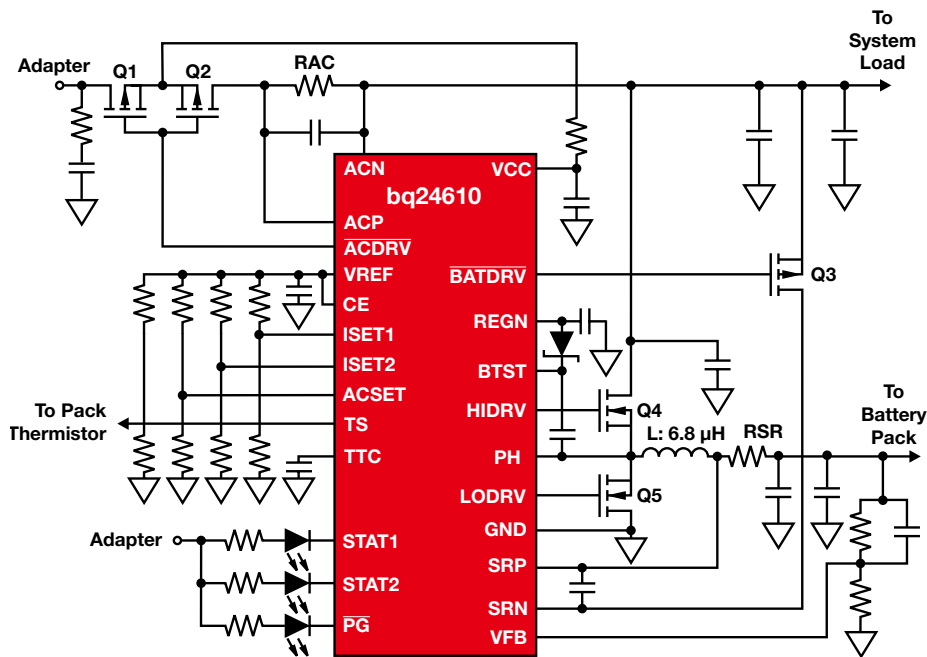 To
System
Load
Adapter
Q1
Q2
RAC
ACN
VCC
bq24610
ACP
ACDRV
VREF
BATDRV
Q3
CE
REGN
ISET1
ISET2
BTST
ACSET
To Pack
Thermistor
TS
HIDRV
Q4
To
Battery
Pack
L: 6.8 µH
RSR
TTC
PH
LODRV
Q5
GND
Adapter
STAT1
SRP
STAT2
SRN
PG
VFB